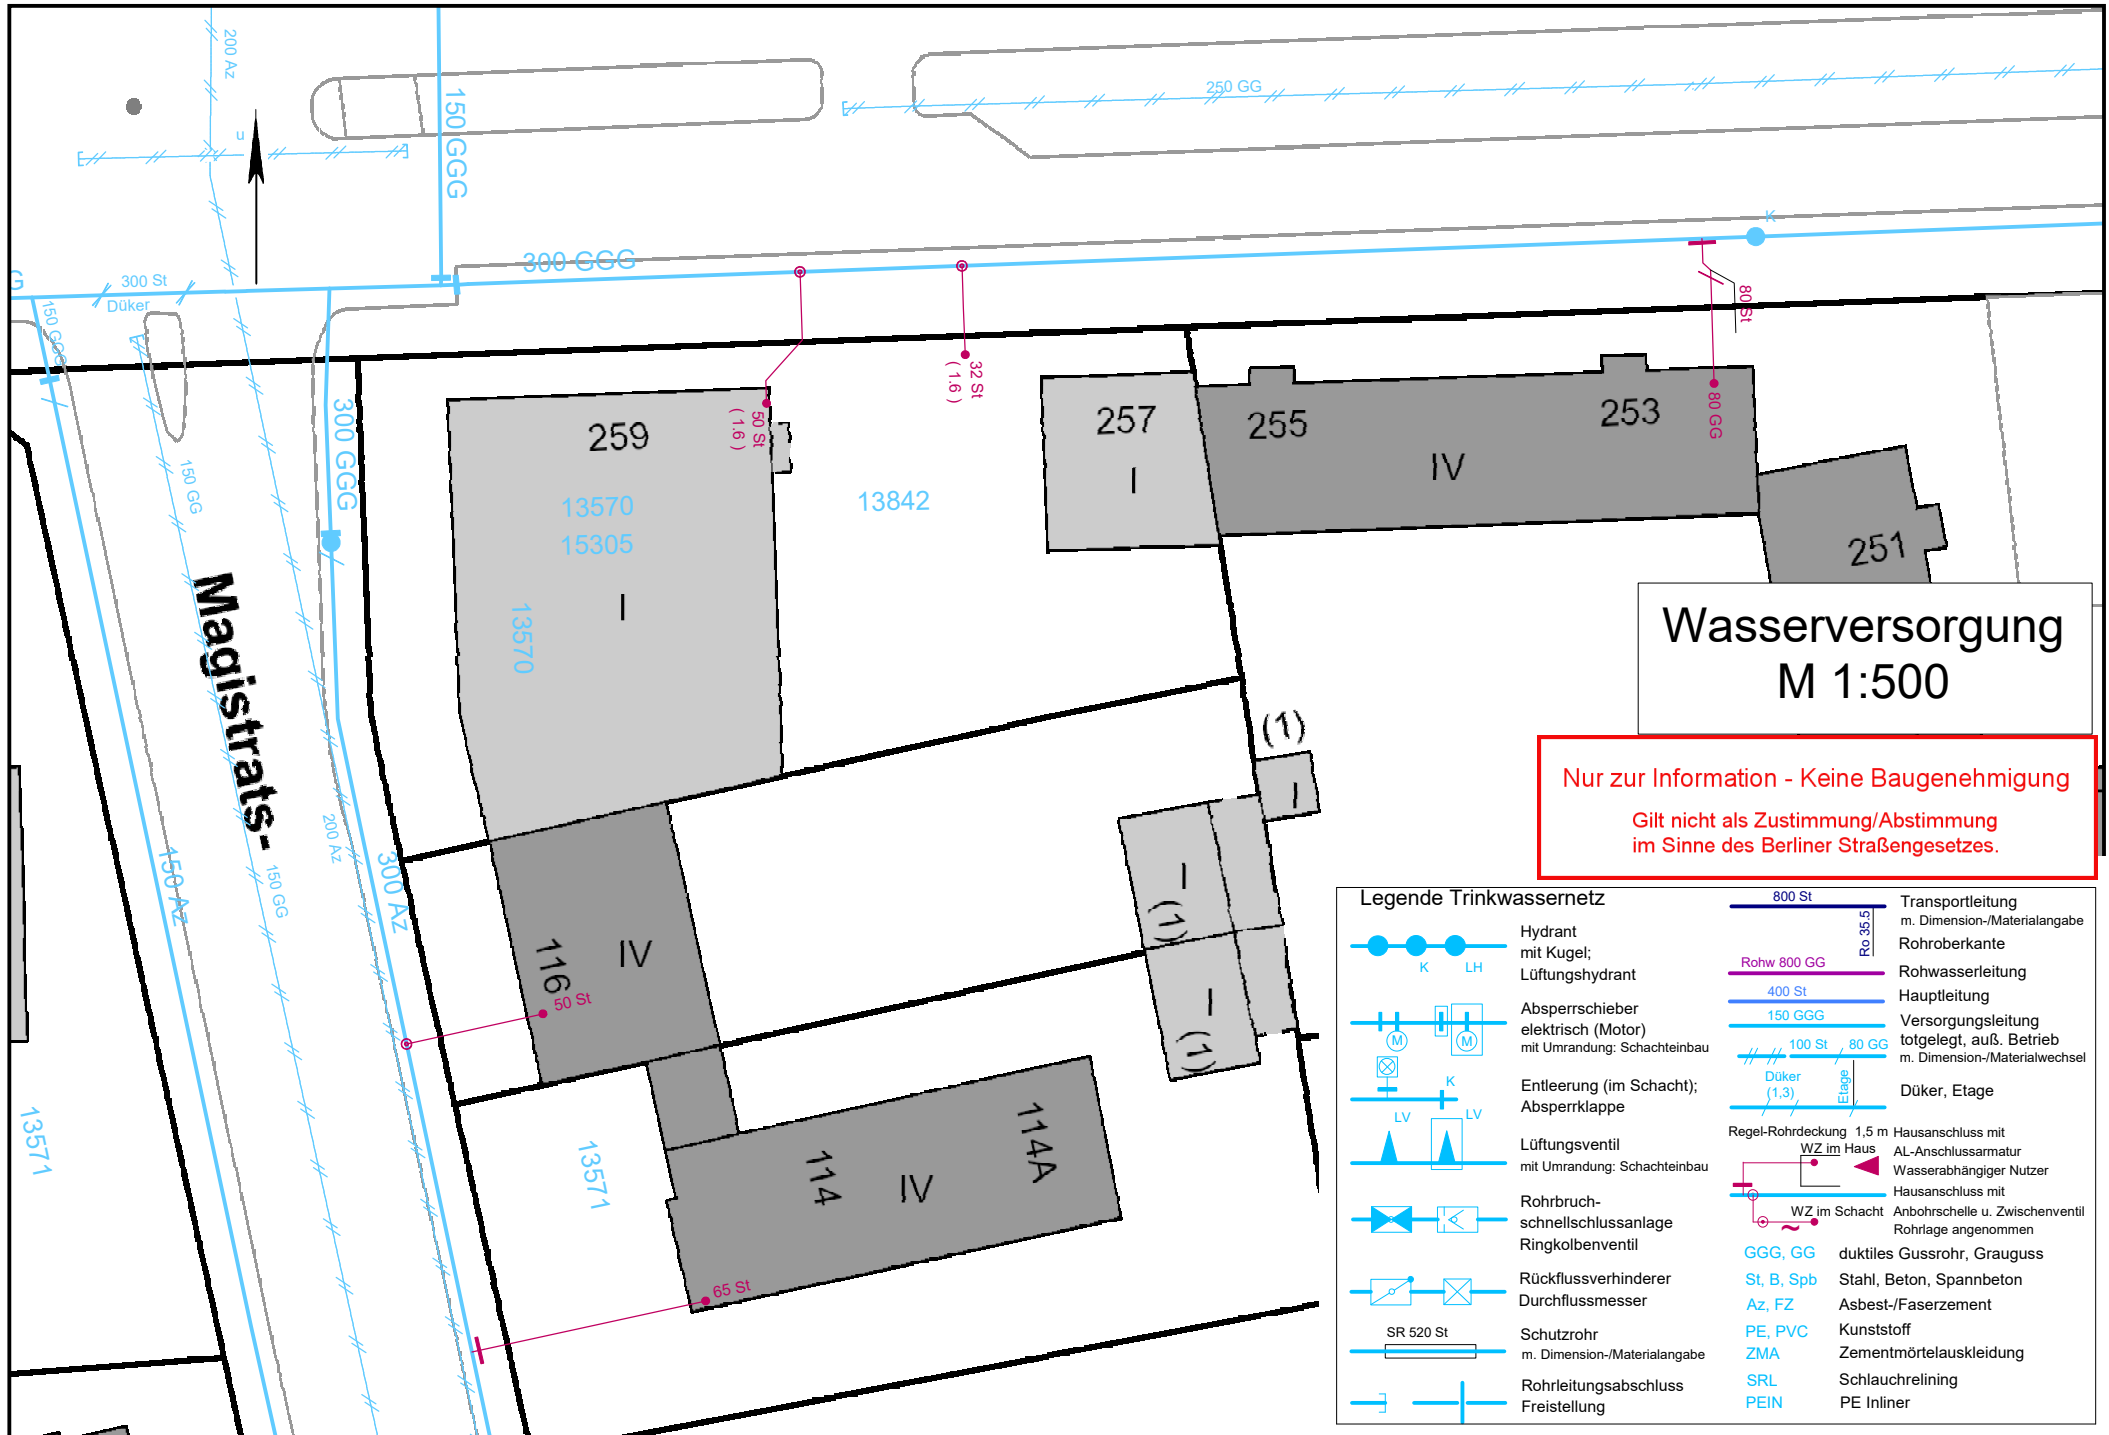 200 Az
u
150 GGG
250 GG
K
300 GGG
300 St
Düker
150 GGG
80St
32 St
( 1.6 )
50 St
( 1.6 )
80 GG
300 GGG
150 GG
259
257
255
253
IV
I
251
13570
15305
13842
I
13570
Magistrats-
200 Az
300 Az
150 Az
150 GG
116
IV
50 St
(1)
I
I
(1)
I
(1)
13571
13571
114
IV
114A
65 St
Wasserversorgung
M 1:500
Nur zur Information - Keine Baugenehmigung
Gilt nicht als Zustimmung/Abstimmung
im Sinne des Berliner Straßengesetzes.
Legende Trinkwassernetz
K LH
Hydrant
mit Kugel;
Lüftungshydrant
M M
Absperrschieber
elektrisch (Motor)
mit Umrandung: Schachteinbau
K
Entleerung (im Schacht);
Absperrklappe
LV LV
Lüftungsventil
mit Umrandung: Schachteinbau
Rohrbruch-
schnellschlussanlage
Ringkolbenventil
Rückflussverhinderer
Durchflussmesser
SR 520 St
Schutzrohr
m. Dimension-/Materialangabe
Rohrleitungsabschluss
Freistellung
800 St
Transportleitung
m. Dimension-/Materialangabe
Ro 35.5
Rohroberkante
Rohw 800 GG
Rohwasserleitung
400 St
Hauptleitung
150 GGG
Versorgungsleitung
totgelegt, auß. Betrieb
100 St 80 GG
m. Dimension-/Materialwechsel
Düker
(1,3)
Etage
Düker, Etage
Regel-Rohrdeckung 1,5 m
Hausanschluss mit
WZ im Haus
AL-Anschlussarmatur
Wasserabhängiger Nutzer
Hausanschluss mit
WZ im Schacht
Anbohrschelle u. Zwischenventil
~
Rohrlage angenommen
GGG, GG duktiles Gussrohr, Grauguss
St, B, Spb Stahl, Beton, Spannbeton
Az, FZ Asbest-/Faserzement
PE, PVC Kunststoff
ZMA Zementmörtelauskleidung
SRL Schlauchrelining
PEIN PE Inliner